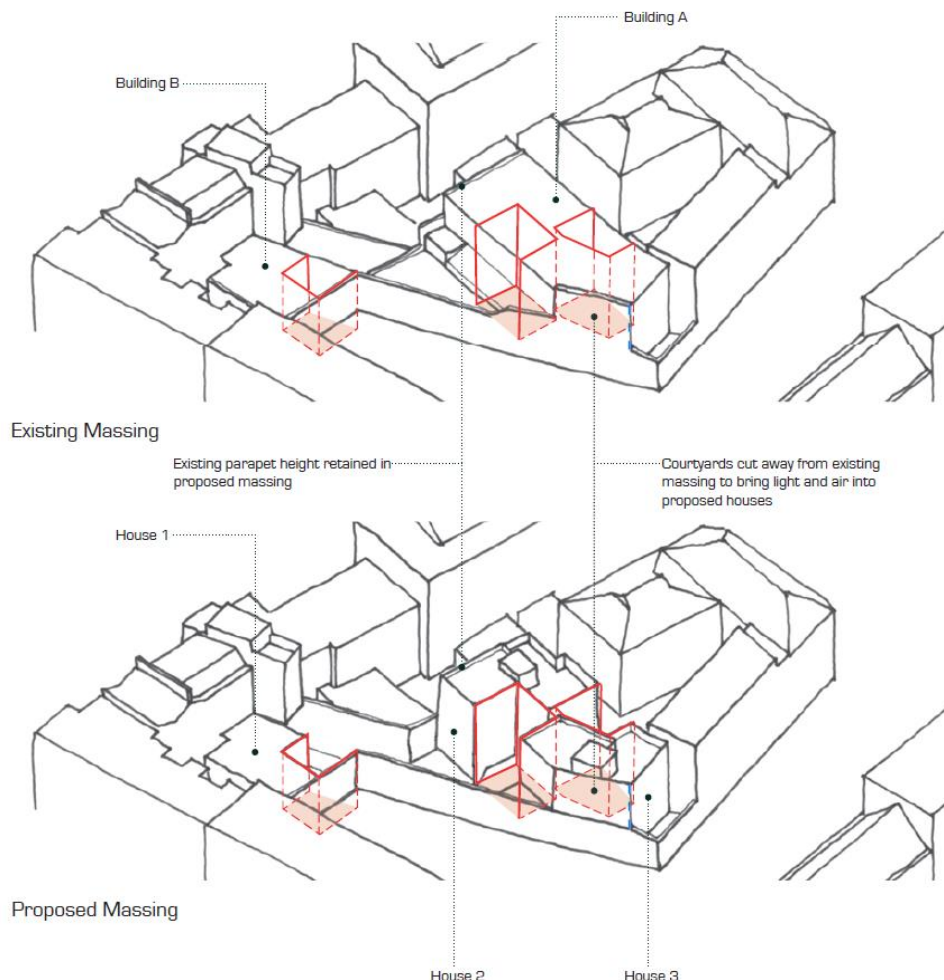 Building A
Building B
Existing Massing
Existing parapet height retained in
proposed massing
Courtyards cut away from existing
massing to bring light and air into
proposed houses
House 1
Proposed Massing
House 2
House 3